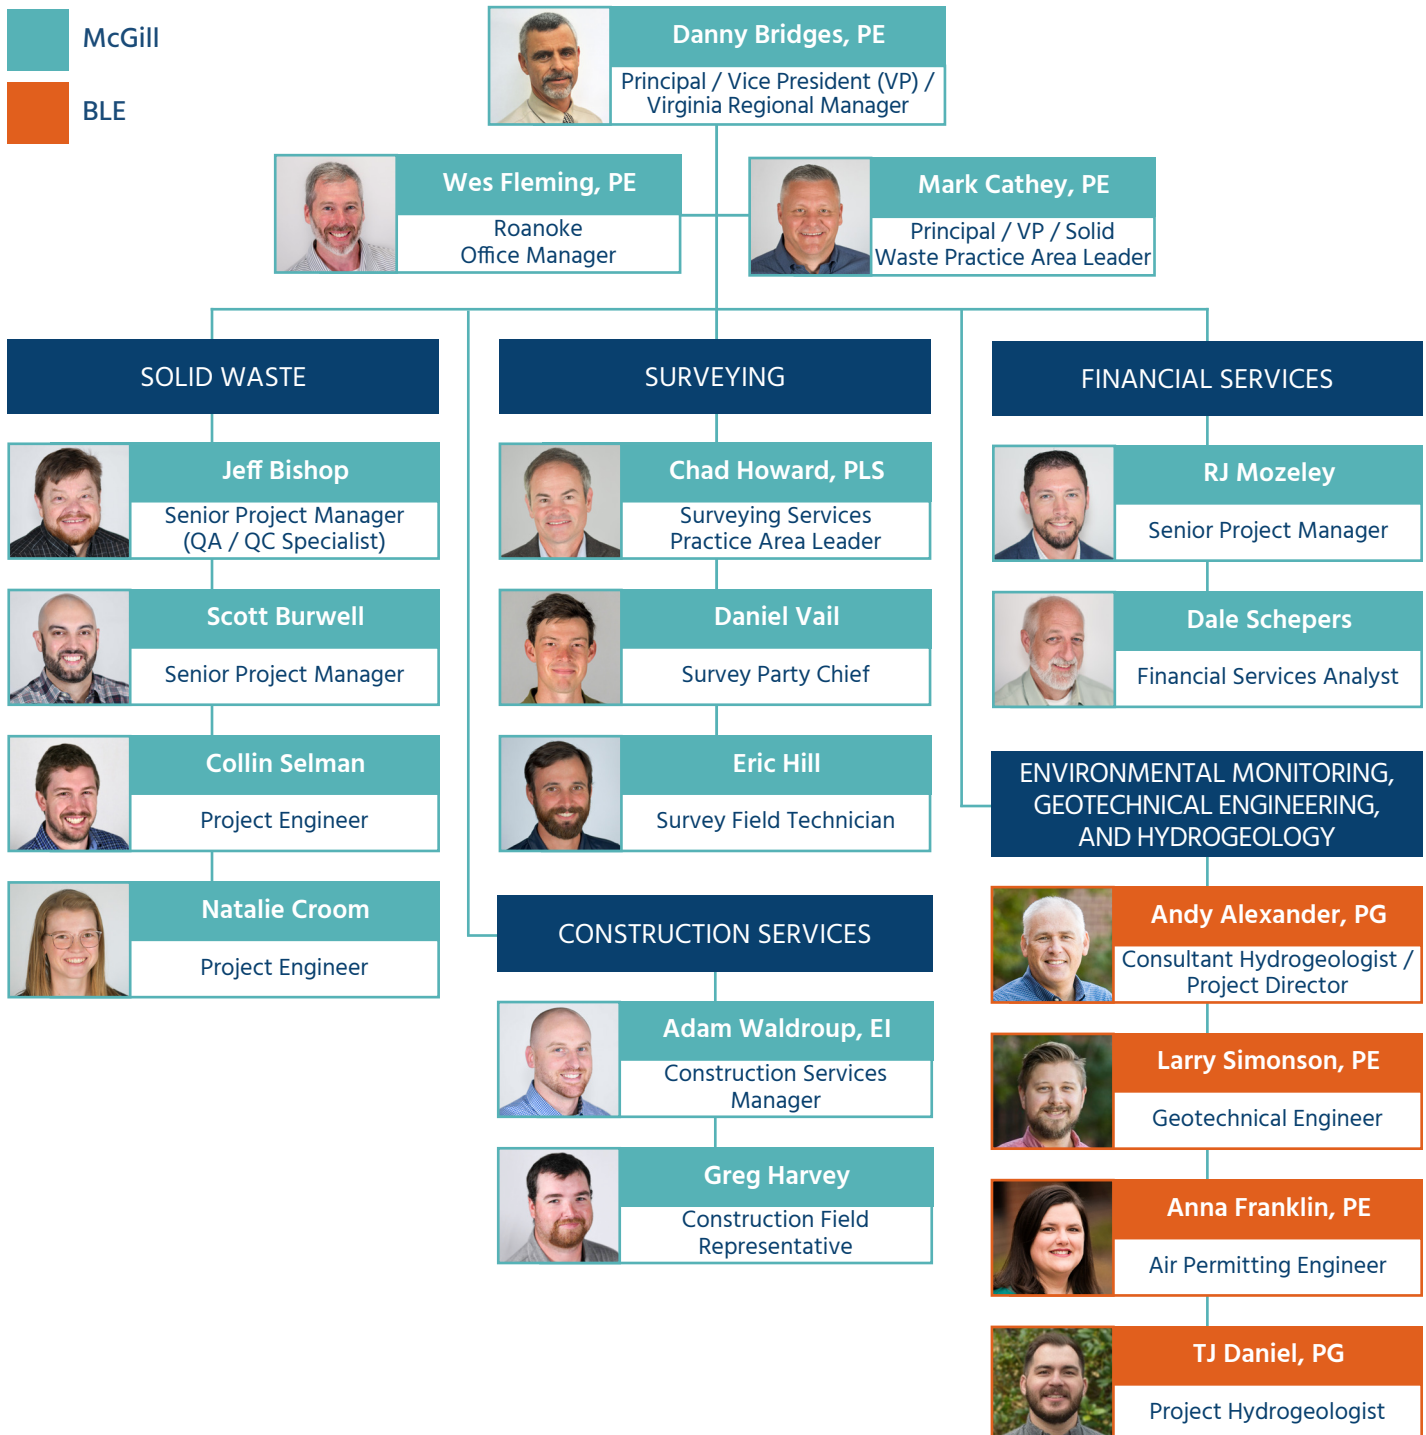 McGill
BLE
Danny Bridges, PE
Principal / Vice President (VP) /
Virginia Regional Manager
Wes Fleming, PE
Roanoke
Office Manager
Mark Cathey, PE
Principal / VP / Solid
Waste Practice Area Leader
SOLID WASTE
Jeff Bishop
Senior Project Manager
(QA / QC Specialist)
Scott Burwell
Senior Project Manager
Collin Selman
Project Engineer
Natalie Croom
Project Engineer
SURVEYING
Chad Howard, PLS
Surveying Services
Practice Area Leader
Daniel Vail
Survey Party Chief
Eric Hill
Survey Field Technician
CONSTRUCTION SERVICES
Adam Waldroup, EI
Construction Services
Manager
Greg Harvey
Construction Field
Representative
FINANCIAL SERVICES
RJ Mozeley
Senior Project Manager
Dale Schepers
Financial Services Analyst
ENVIRONMENTAL MONITORING,
GEOTECHNICAL ENGINEERING,
AND HYDROGEOLOGY
Andy Alexander, PG
Consultant Hydrogeologist /
Project Director
Larry Simonson, PE
Geotechnical Engineer
Anna Franklin, PE
Air Permitting Engineer
TJ Daniel, PG
Project Hydrogeologist